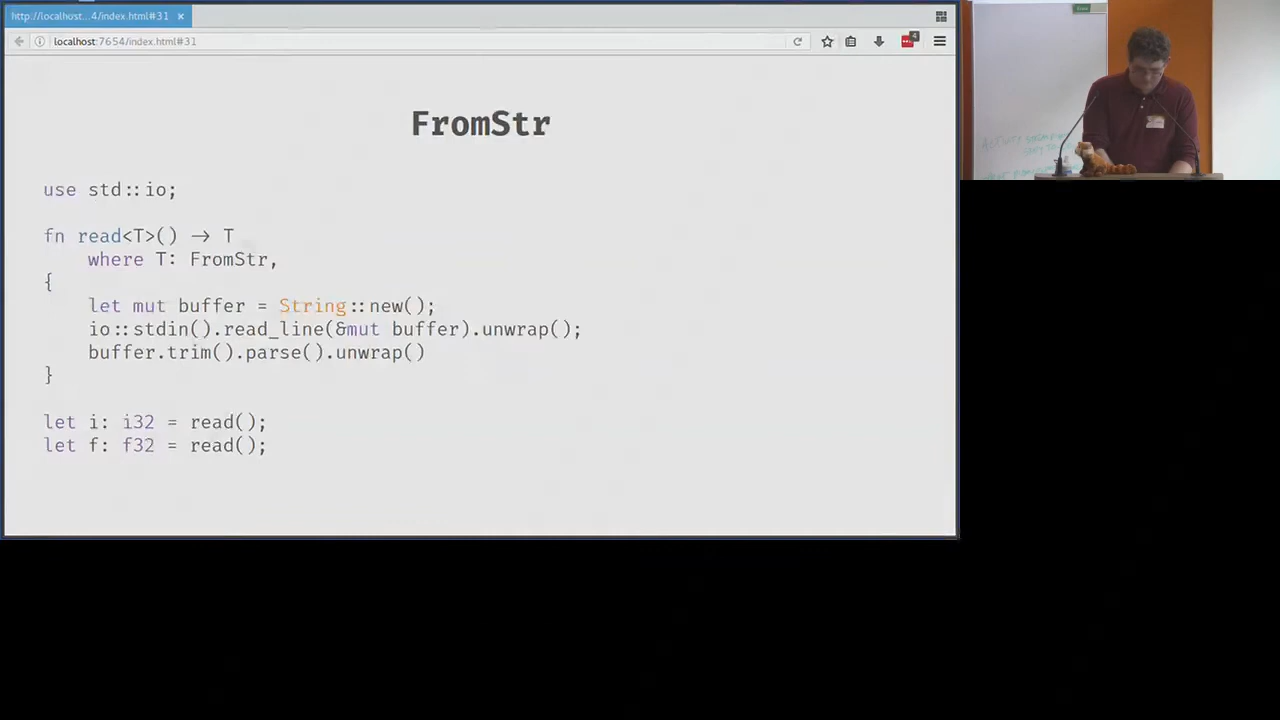 http://localhost...4/index.html#31 ×
localhost:7654/index.html#31
4
FromStr
use std::io;
fn read<T>() → T
where T: FromStr,
{
let mut buffer = String::new();
io::stdin().read_line(&mut buffer).unwrap();
buffer.trim().parse().unwrap()
}
let i: i32 = read();
let f: f32 = read();